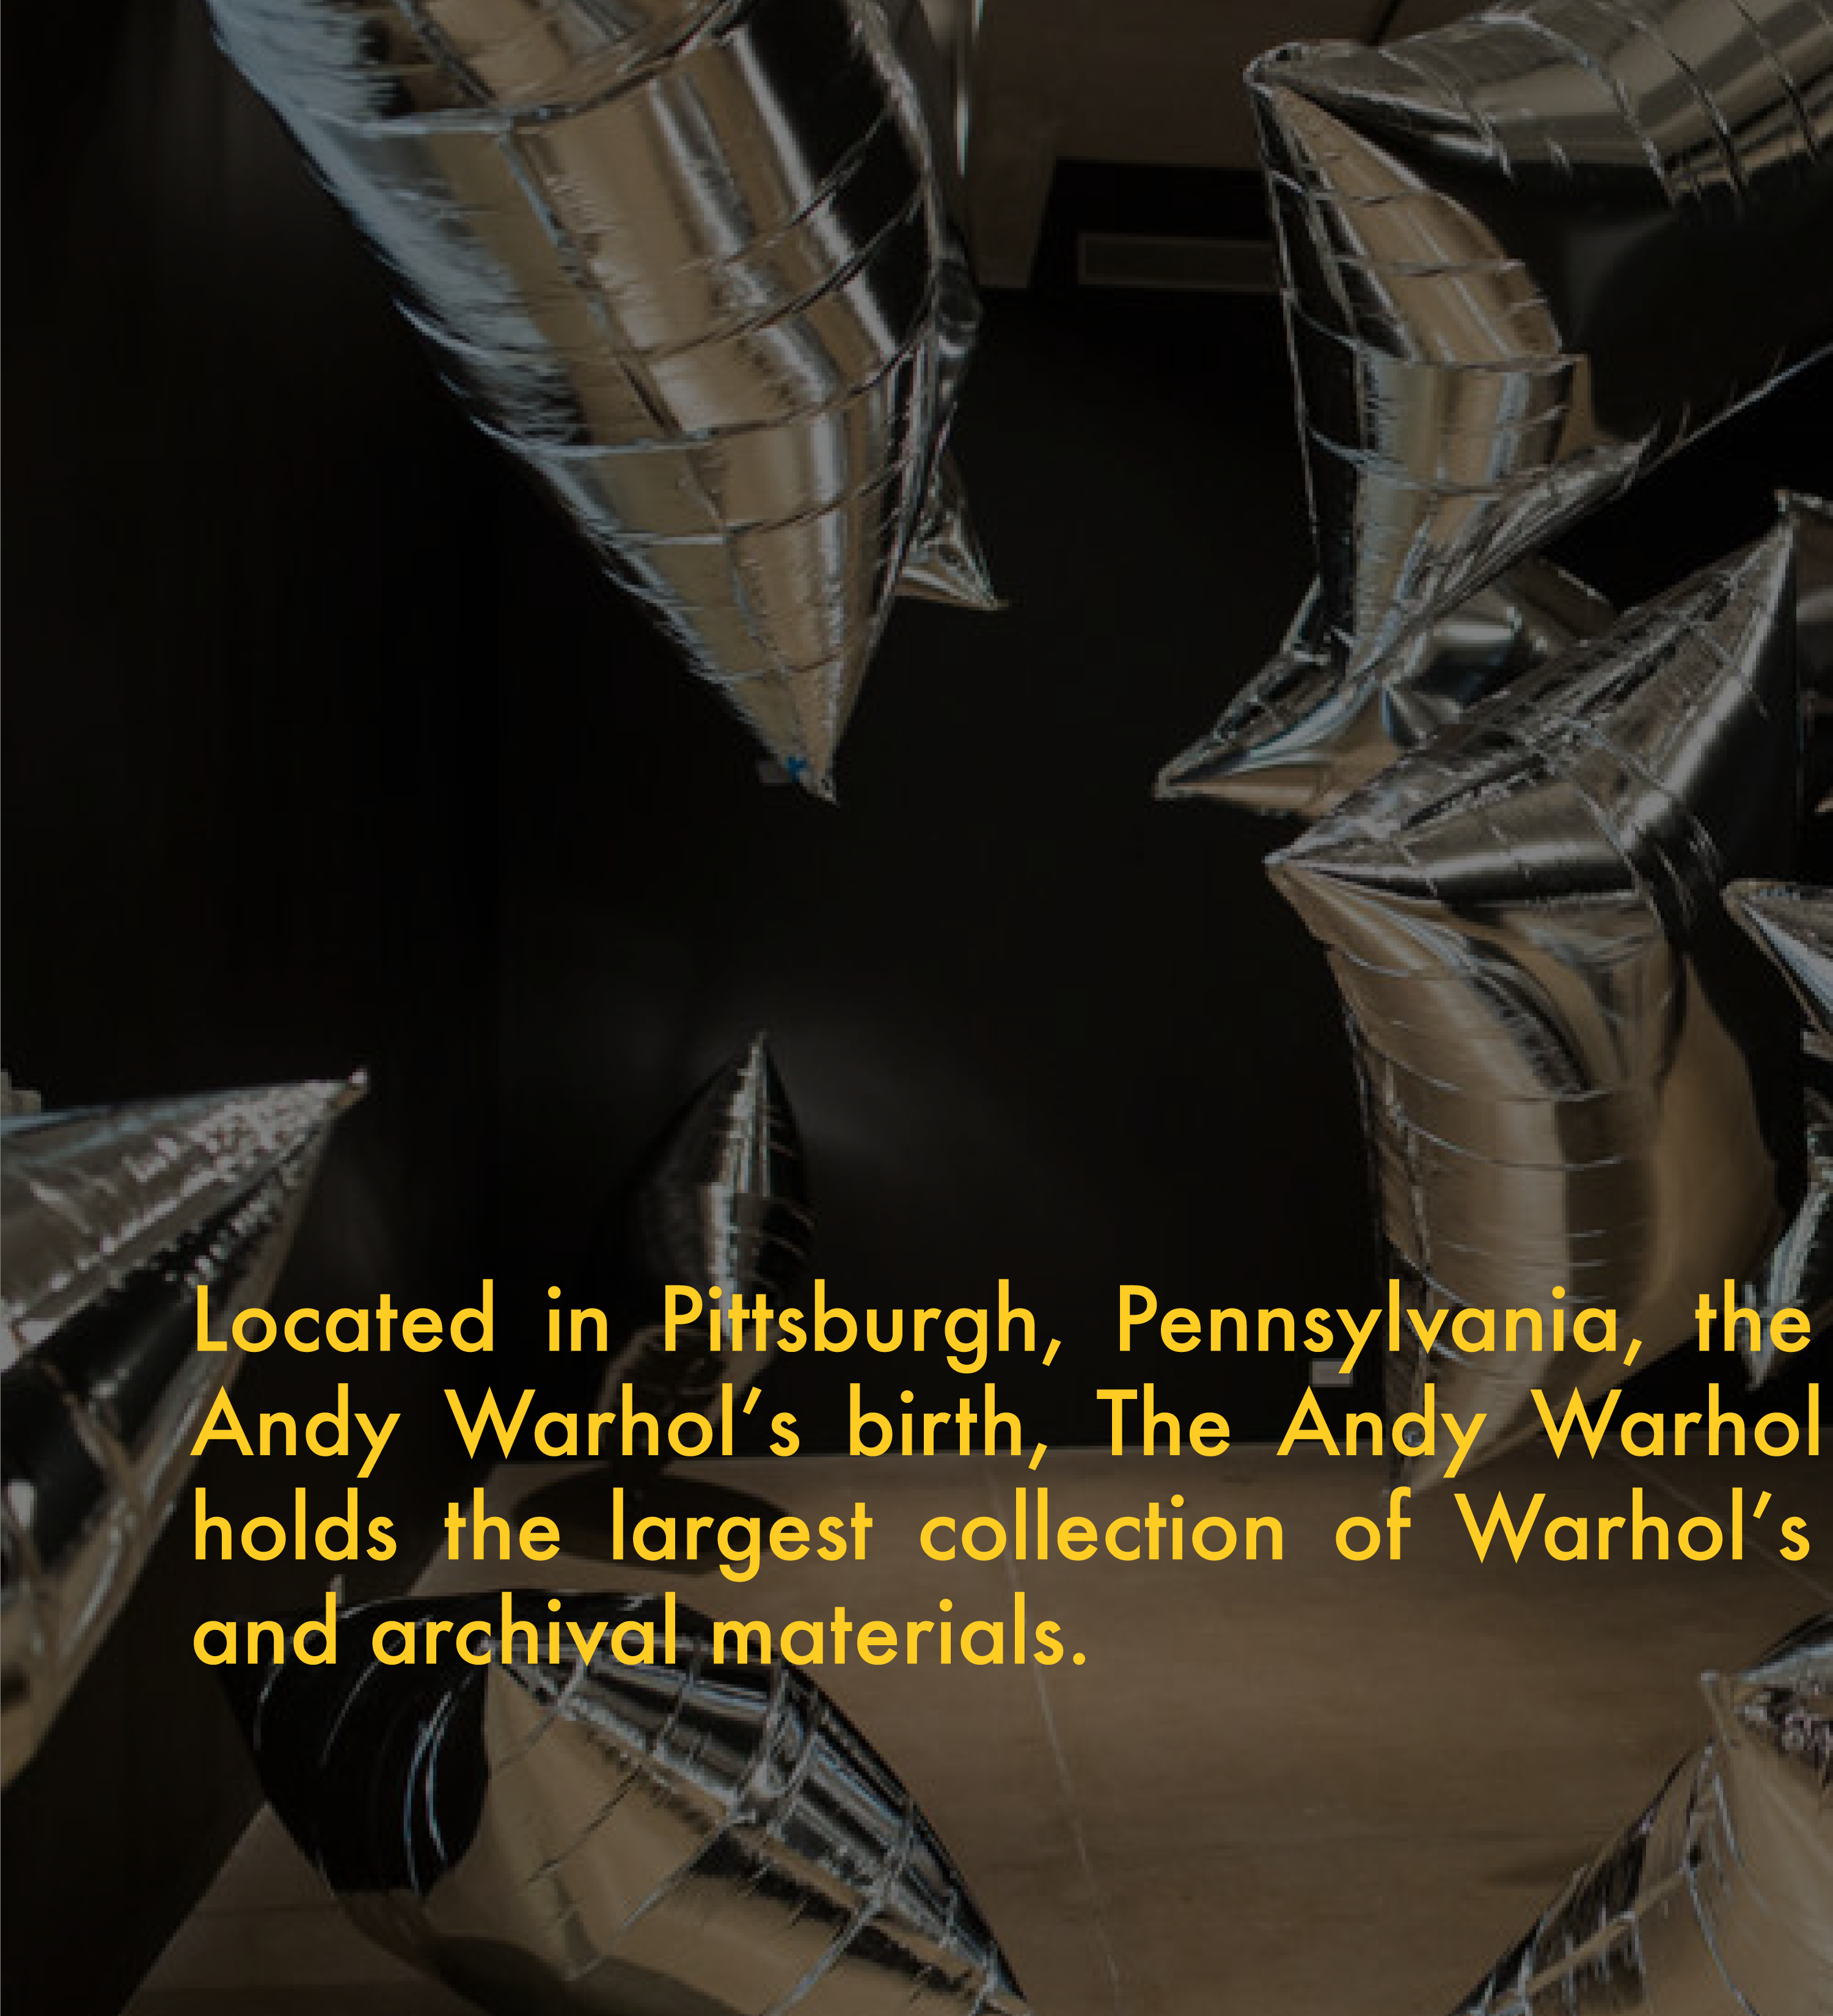 Located in Pittsburgh, Pennsylvania, the
Andy Warhol’s birth, The Andy Warhol
holds the largest collection of Warhol’s
and archival materials.